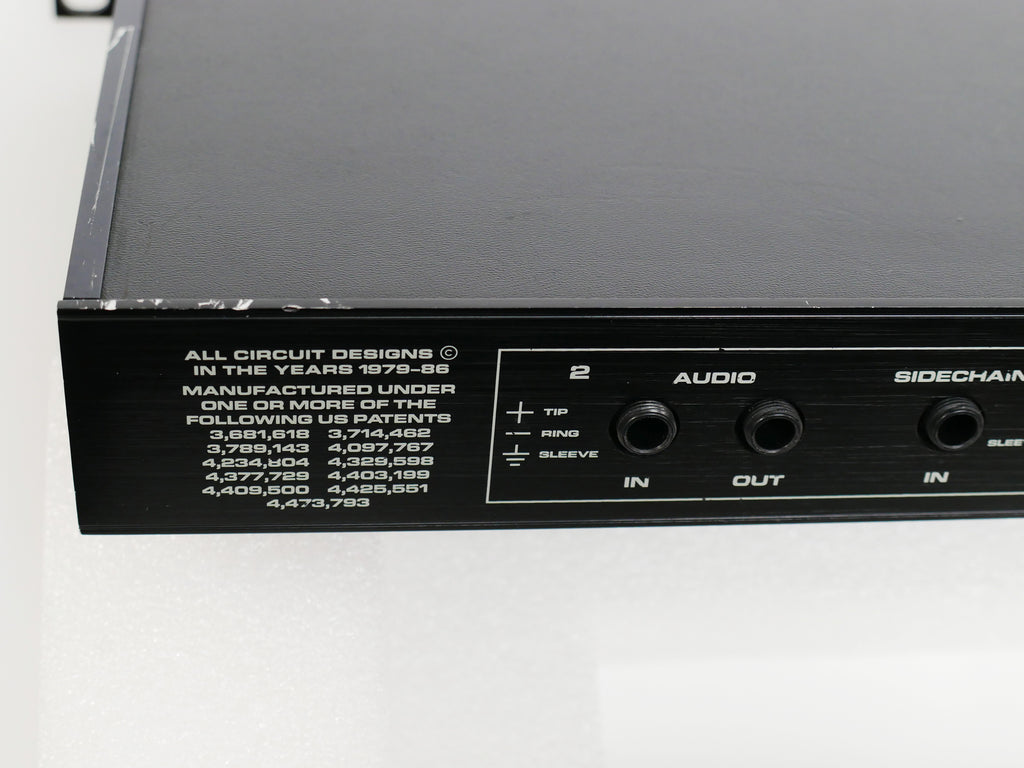 ALL CIRCUIT DESIGNS ©
IN THE YEARS 1979-86
MANUFACTURED UNDER
ONE OR MORE OF THE
FOLLOWING US PATENTS
3,681,618 3,714,462
3,789,143 4,097,767
4,234,804 4,329,598
4,377,729 4,403,199
4,409,500 4,425,551
4,473,793
2 AUDIO SIDECHAIN
TIP
RING
SLEEVE
IN OUT IN